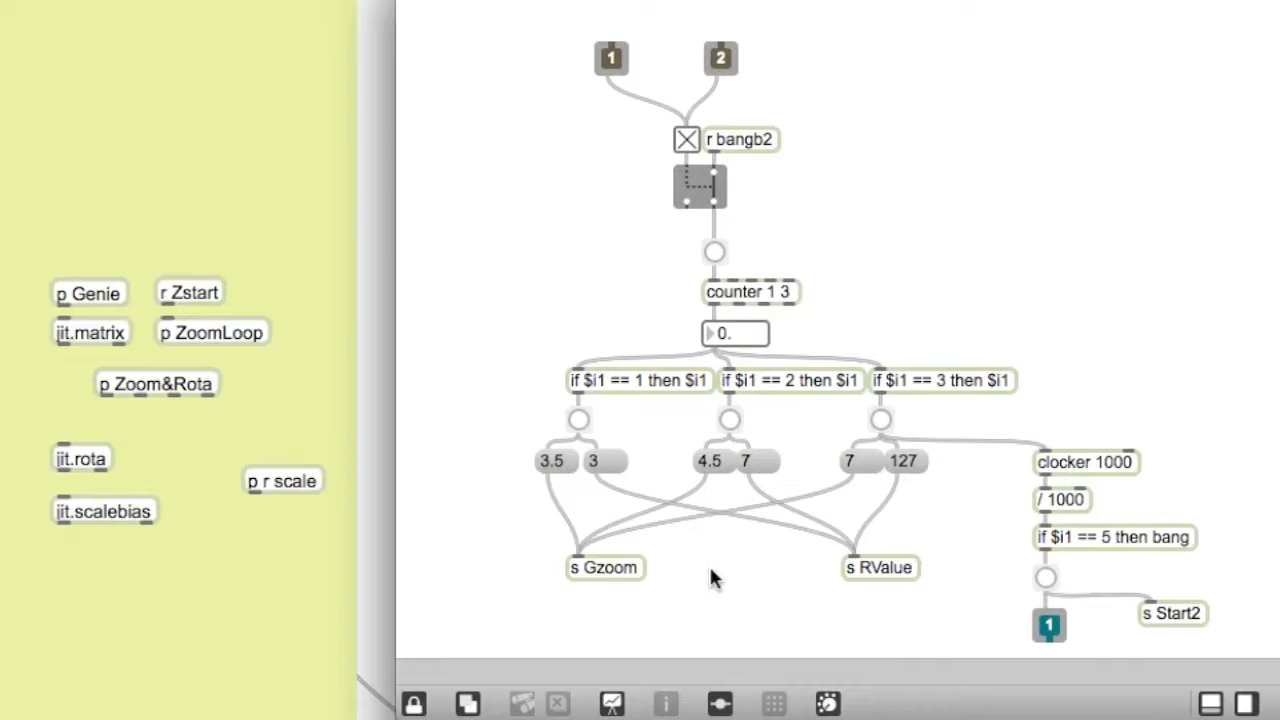 p Genie
r Zstart
jit.matrix
p ZoomLoop
p Zoom&Rota
jit.rota
p r scale
jit.scalebias
1
2
r bangb2
counter 1 3
0.
if $i1 == 1 then $i1
if $i1 == 2 then $i1
if $i1 == 3 then $i1
3.5
3
4.5
7
7
127
clocker 1000
/ 1000
if $i1 == 5 then bang
s Gzoom
s RValue
1
s Start2